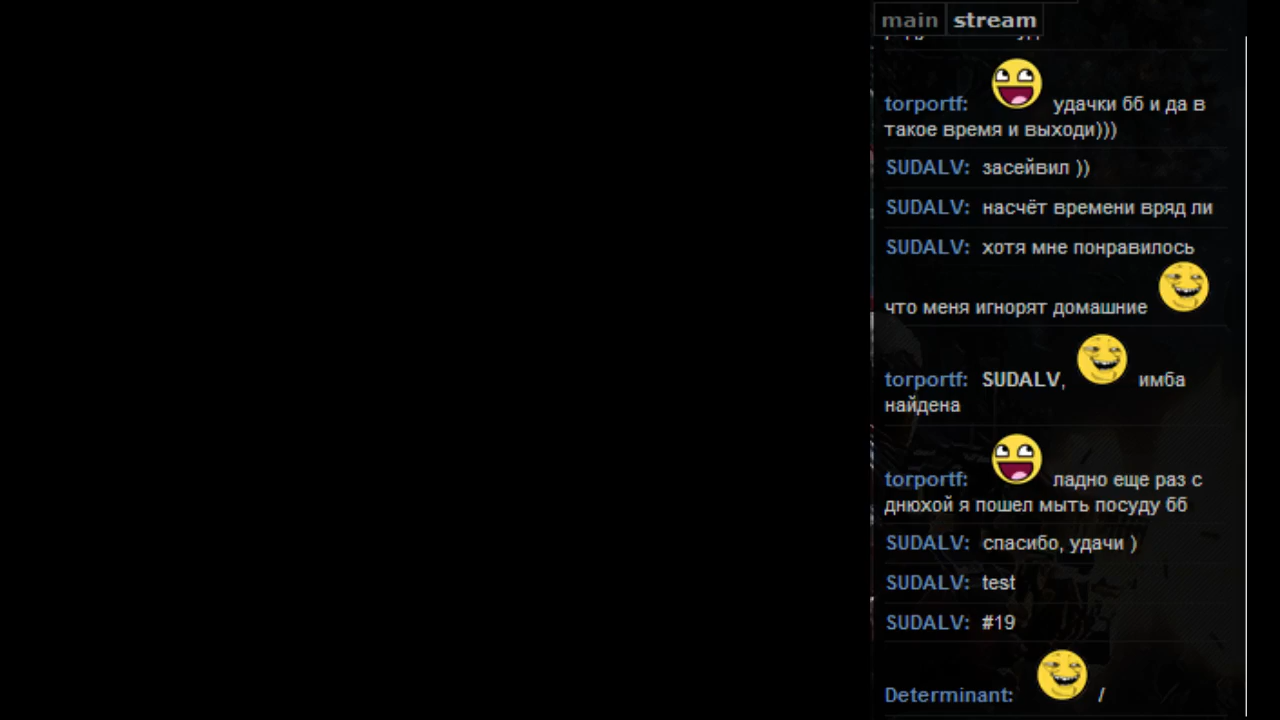 main stream
torportf: удачки бб и да в
такое время и выходи)))
SUDALV: засейвил ))
SUDALV: насчёт времени вряд ли
SUDALV: хотя мне понравилось
что меня игнорят домашние
torportf: SUDALV, имба
найдена
torportf: ладно еще раз с
днюхой я пошел мыть посуду бб
SUDALV: спасибо, удачи )
SUDALV: test
SUDALV: #19
Determinant: /